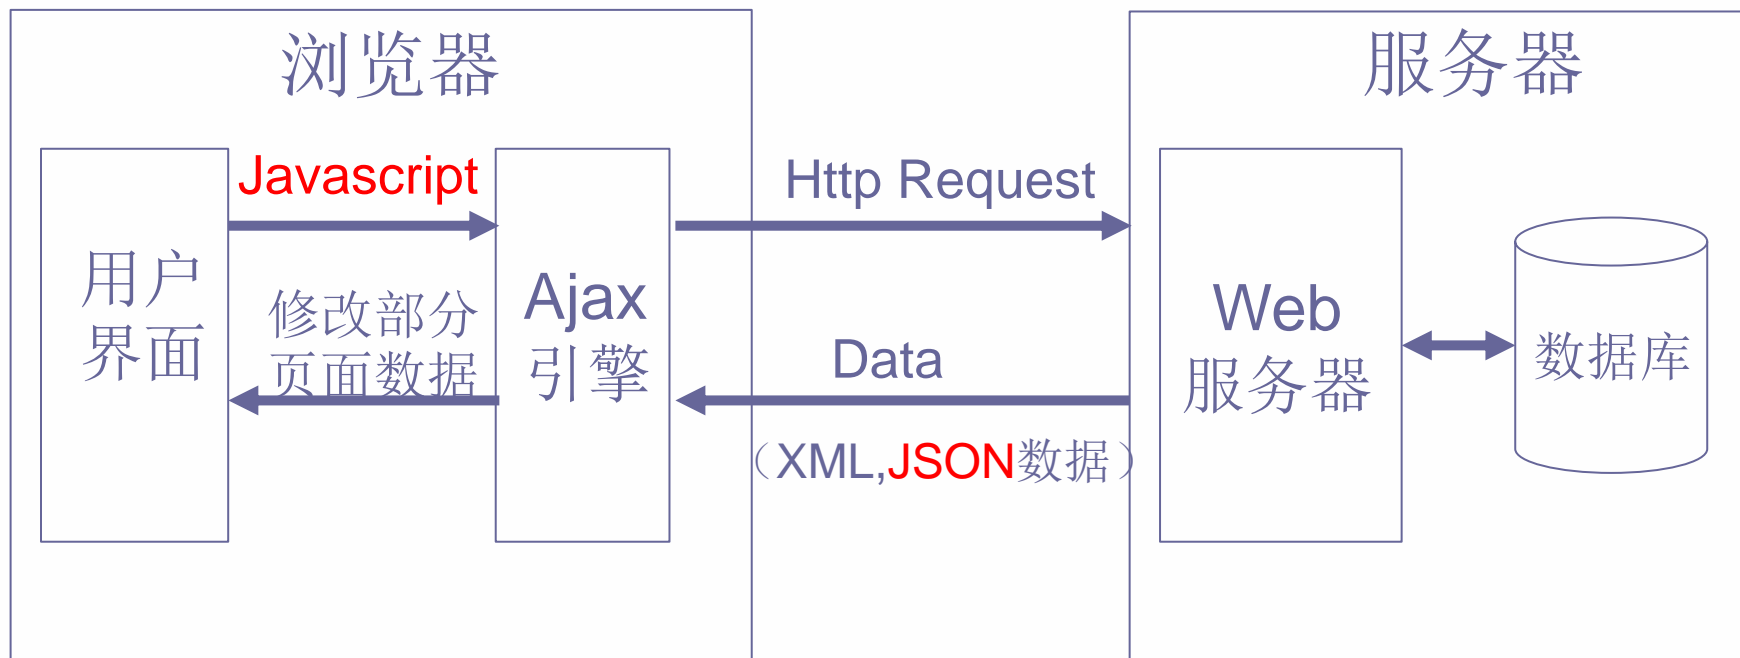 浏览器
服务器
Javascript
Http Request
用户
界面
修改部分
页面数据
Ajax
引擎
Data
（XML,JSON数据）
Web
服务器
数据库